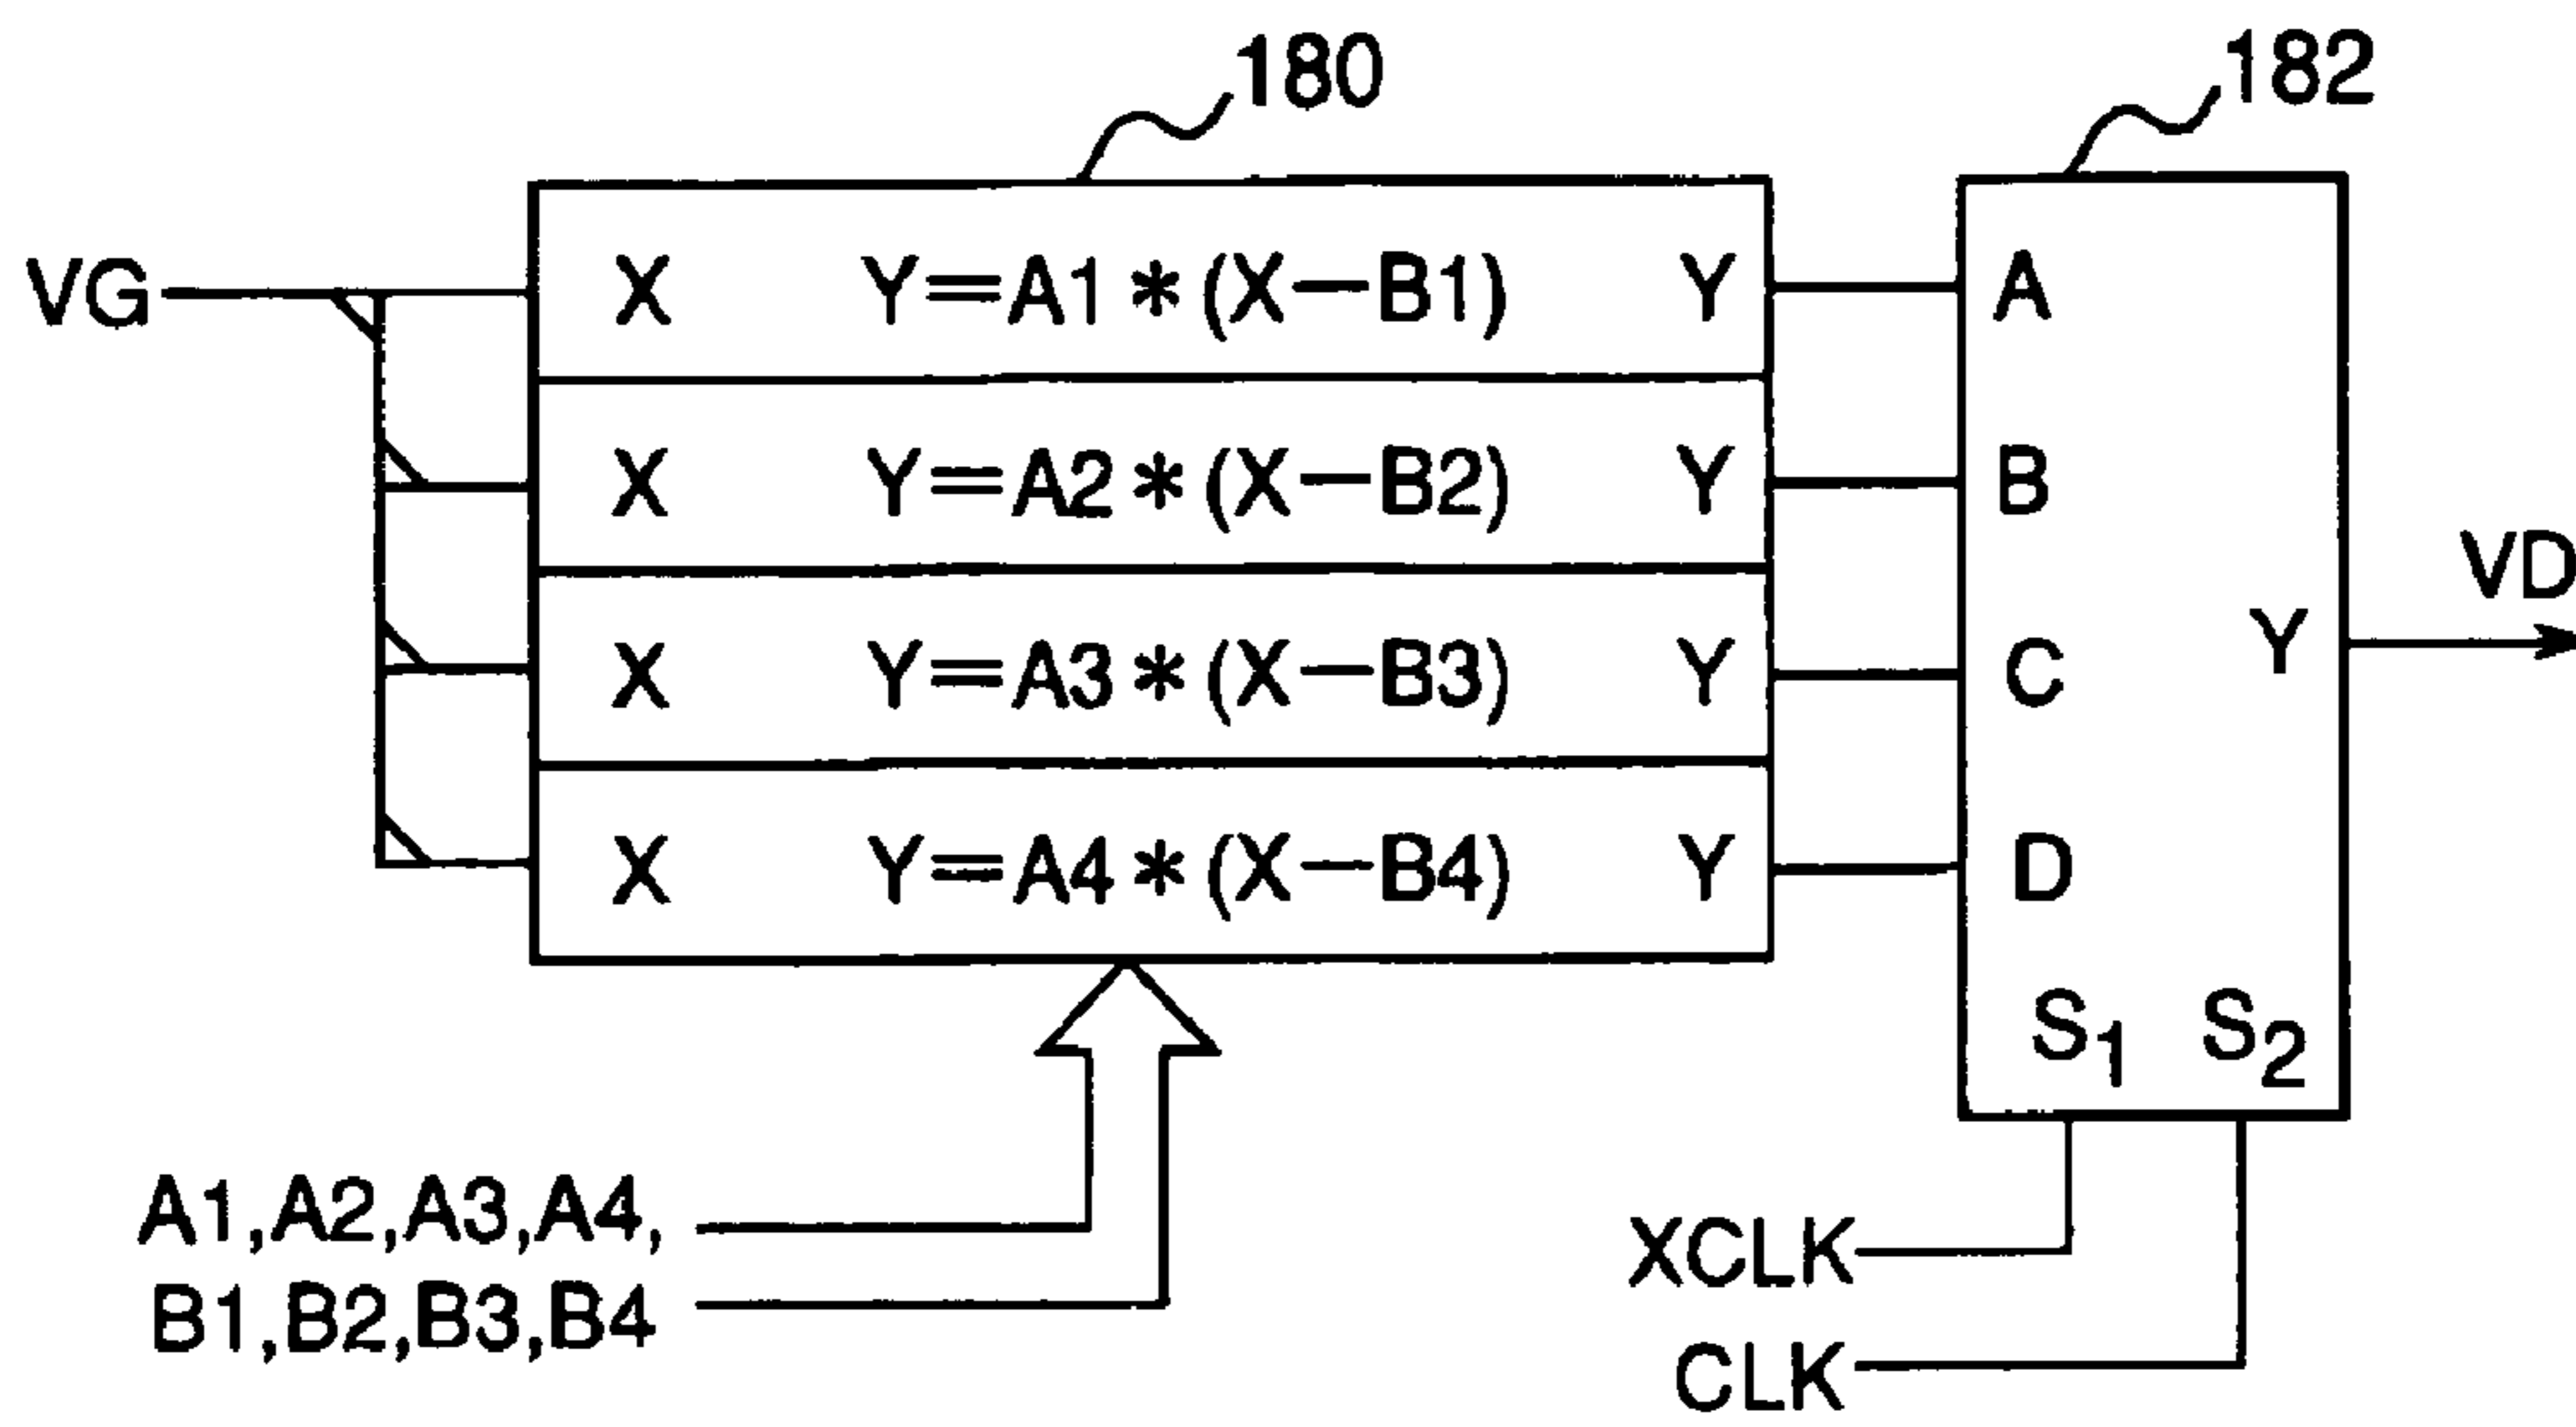 180
182
VG
X Y=A1*(X-B1) Y
A
X Y=A2*(X-B2) Y
B
VD
X Y=A3*(X-B3) Y
C
Y
X Y=A4*(X-B4) Y
D
S1 S2
A1,A2,A3,A4,
B1,B2,B3,B4
XCLK
CLK